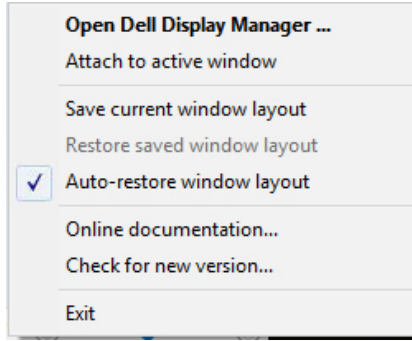 Open Dell Display Manager ...
Attach to active window
Save current window layout
Restore saved window layout
Auto-restore window layout
Online documentation...
Check for new version...
Exit